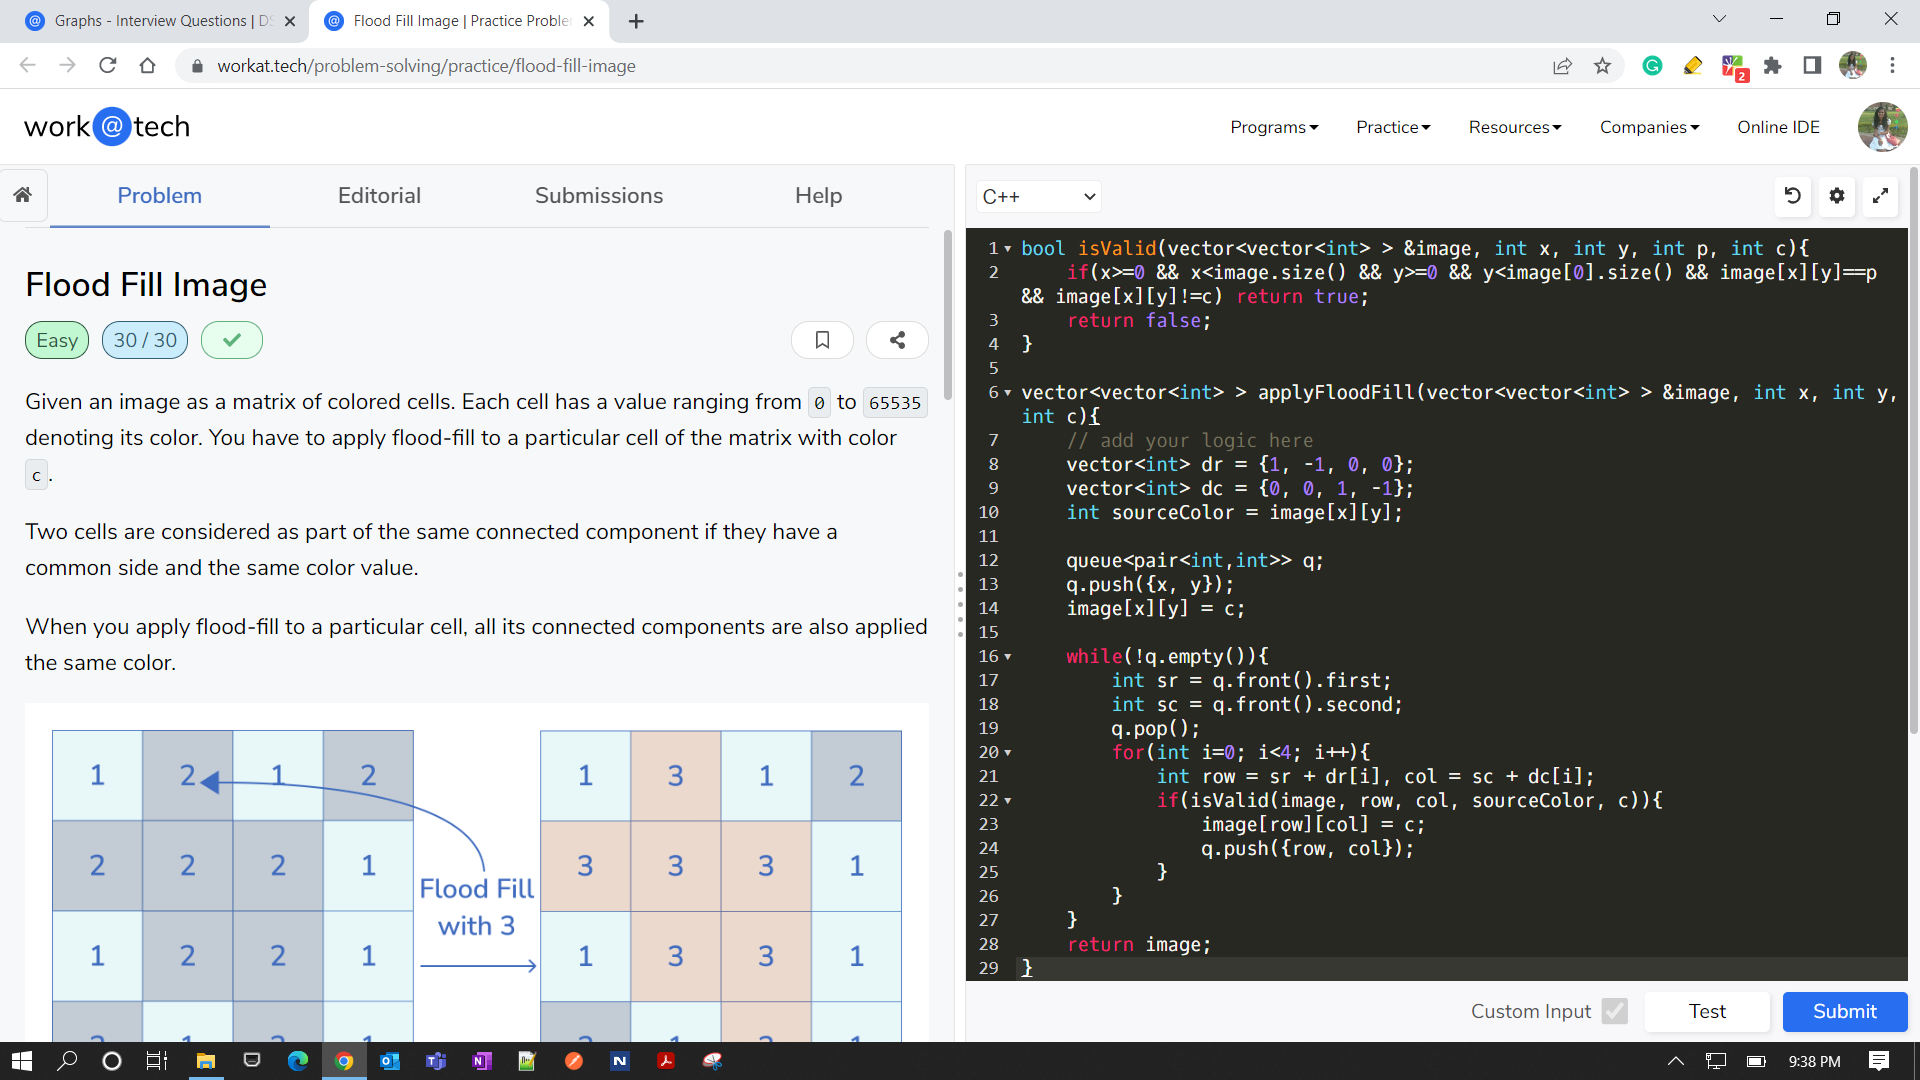 Graphs - Interview Questions | DS
Flood Fill Image | Practice Proble
workat.tech/problem-solving/practice/flood-fill-image
2
work@tech
Programs
Practice
Resources
Companies
Online IDE
Problem
Editorial
Submissions
Help
Flood Fill Image
Easy
30 / 30
Given an image as a matrix of colored cells. Each cell has a value ranging from 0 to 65535
denoting its color. You have to apply flood-fill to a particular cell of the matrix with color
c.
Two cells are considered as part of the same connected component if they have a
common side and the same color value.
When you apply flood-fill to a particular cell, all its connected components are also applied
the same color.
1 2 1 2
2 2 2 1
1 2 2 1
Flood Fill
with 3
1 3 1 2
3 3 3 1
1 3 3 1
C++
1 bool isValid(vector<vector<int> > &image, int x, int y, int p, int c){
2     if(x>=0 && x<image.size() && y>=0 && y<image[0].size() && image[x][y]==p
&& image[x][y]!=c) return true;
3     return false;
4 }
5
6 vector<vector<int> > applyFloodFill(vector<vector<int> > &image, int x, int y,
int c){
7     // add your logic here
8     vector<int> dr = {1, -1, 0, 0};
9     vector<int> dc = {0, 0, 1, -1};
10     int sourceColor = image[x][y];
11
12     queue<pair<int,int>> q;
13     q.push({x, y});
14     image[x][y] = c;
15
16     while(!q.empty()){
17         int sr = q.front().first;
18         int sc = q.front().second;
19         q.pop();
20         for(int i=0; i<4; i++){
21             int row = sr + dr[i], col = sc + dc[i];
22             if(isValid(image, row, col, sourceColor, c)){
23                 image[row][col] = c;
24                 q.push({row, col});
25             }
26         }
27     }
28     return image;
29 }
Custom Input
Test
Submit
9:38 PM